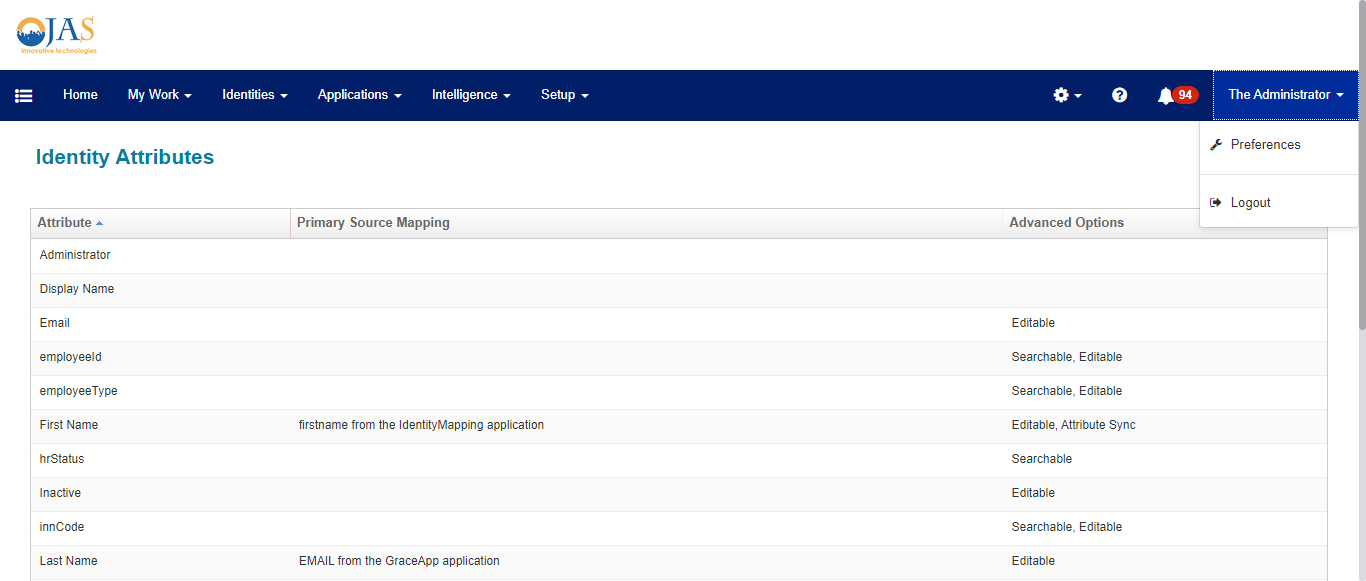 OJAS
innovative technologies
Home My Work Identities Applications Intelligence Setup 94 The Administrator
Preferences
Logout
Identity Attributes
Attribute Primary Source Mapping Advanced Options
Administrator
Display Name
Email Editable
employeeId Searchable, Editable
employeeType Searchable, Editable
First Name firstname from the IdentityMapping application Editable, Attribute Sync
hrStatus Searchable
Inactive Editable
innCode Searchable, Editable
Last Name EMAIL from the GraceApp application Editable